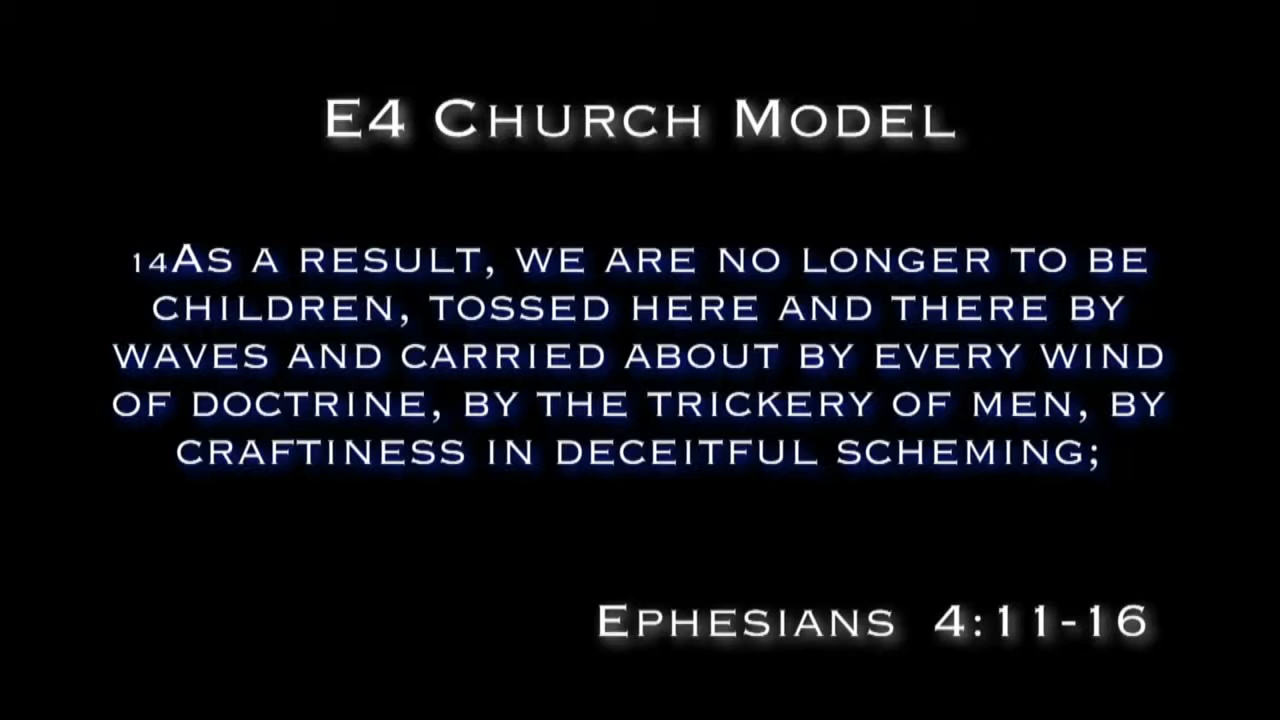 E4 Church Model
14As a result, we are no longer to be
children, tossed here and there by
waves and carried about by every wind
of doctrine, by the trickery of men, by
craftiness in deceitful scheming;
Ephesians 4:11-16